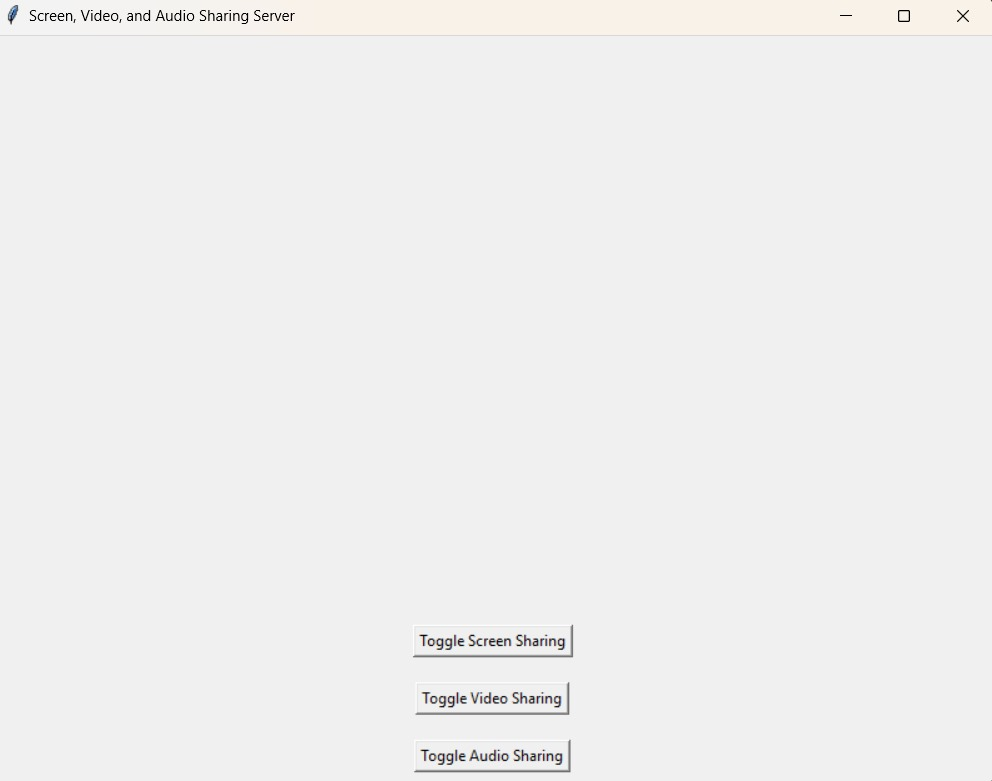 Screen, Video, and Audio Sharing Server
Toggle Screen Sharing
Toggle Video Sharing
Toggle Audio Sharing